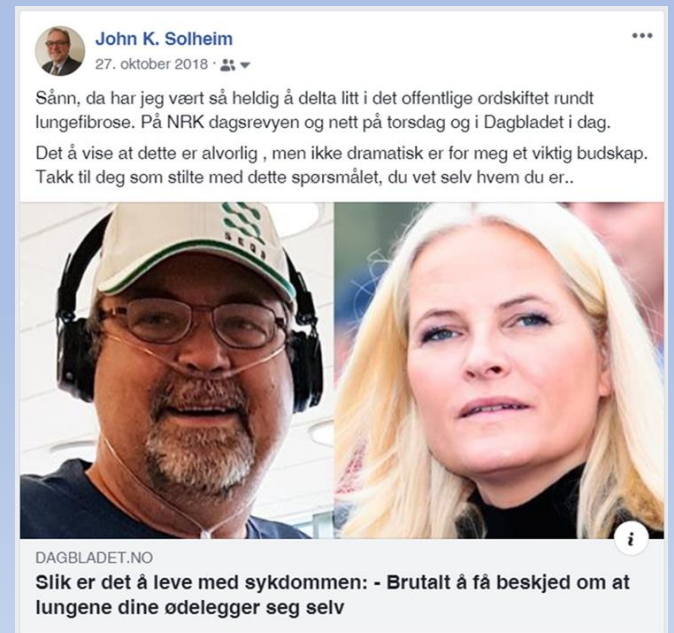 John K. Solheim
27. oktober 2018 ·
Sånn, da har jeg vært så heldig å delta litt i det offentlige ordskiftet rundt
lungefibrose. På NRK dagsrevyen og nett på torsdag og i Dagbladet i dag.
Det å vise at dette er alvorlig , men ikke dramatisk er for meg et viktig budskap.
Takk til deg som stilte med dette spørsmålet, du vet selv hvem du er..
i
DAGBLADET.NO
Slik er det å leve med sykdommen: - Brutalt å få beskjed om at
lungene dine ødelegger seg selv